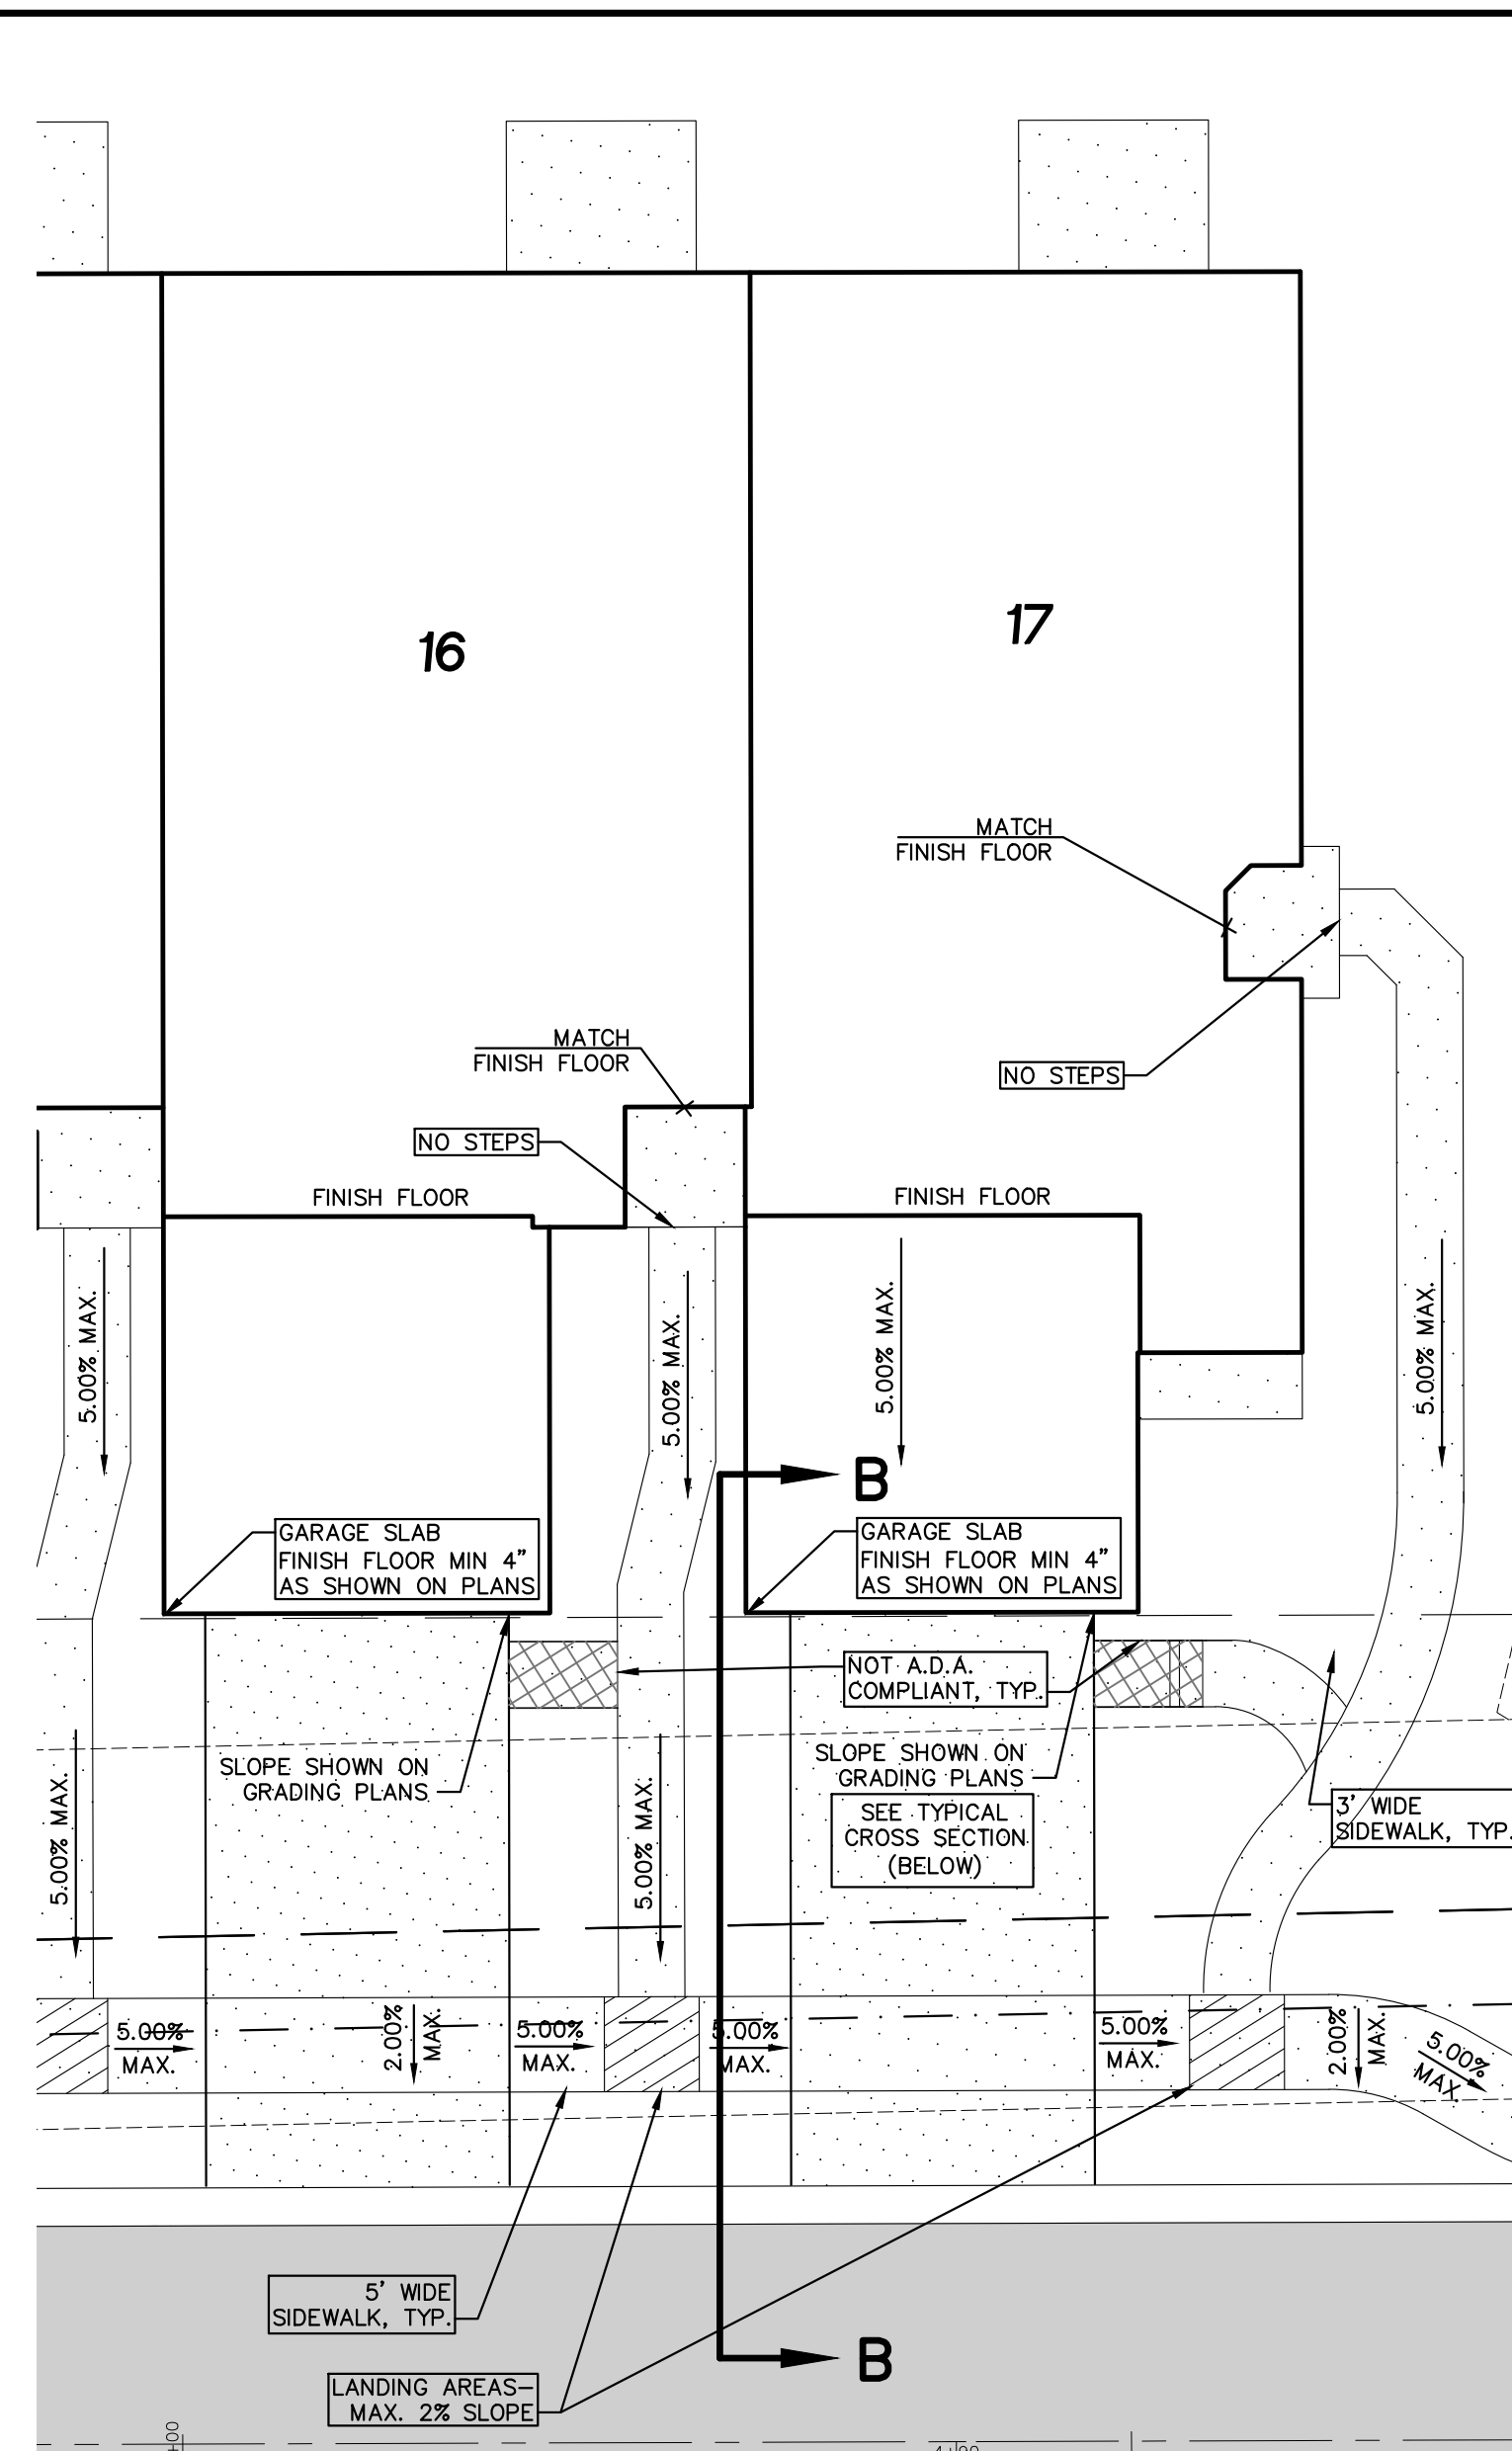 17
16
MATCH
FINISH FLOOR
MATCH
FINISH FLOOR
NO STEPS
NO STEPS
FINISH FLOOR
FINISH FLOOR
5.00% MAX.
5.00% MAX.
5.00% MAX.
5.00% MAX.
B
GARAGE SLAB
FINISH FLOOR MIN 4"
AS SHOWN ON PLANS
GARAGE SLAB
FINISH FLOOR MIN 4"
AS SHOWN ON PLANS
NOT A.D.A.
COMPLIANT, TYP.
SLOPE SHOWN ON
GRADING PLANS
SLOPE SHOWN ON
GRADING PLANS
SEE TYPICAL
CROSS SECTION
(BELOW)
3' WIDE
SIDEWALK, TYP.
5.00% MAX.
5.00% MAX.
5.00%
MAX.
2.00%
MAX.
5.00%
MAX.
5.00%
MAX.
5.00%
MAX.
2.00%
MAX.
5.00%
MAX.
5' WIDE
SIDEWALK, TYP.
B
LANDING AREAS-
MAX. 2% SLOPE